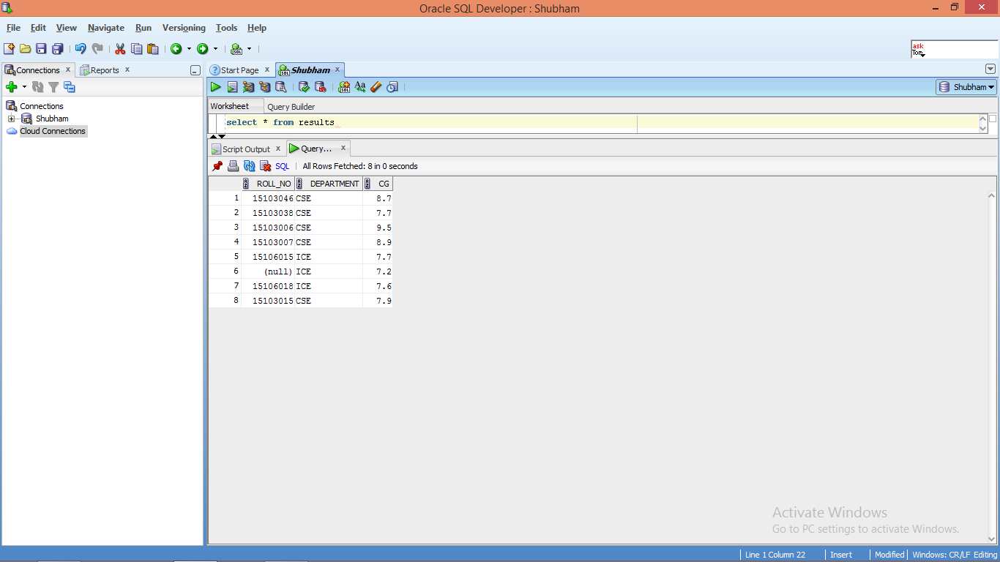 Oracle SQL Developer : Shubham
File Edit View Navigate Run Versioning Tools Help
ask
Tom
Connections x Reports x
Start Page x Shubham x
Shubham
Connections
Shubham
Cloud Connections
Worksheet Query Builder
select * from results
Script Output x Query... x
SQL All Rows Fetched: 8 in 0 seconds
ROLL_NO DEPARTMENT CG
1 15103046 CSE 8.7
2 15103038 CSE 7.7
3 15103006 CSE 9.5
4 15103007 CSE 8.9
5 15106015 ICE 7.7
6 (null) ICE 7.2
7 15106018 ICE 7.6
8 15103015 CSE 7.9
Activate Windows
Go to PC settings to activate Windows.
Line 1 Column 22 Insert Modified Windows: CR/LF Editing